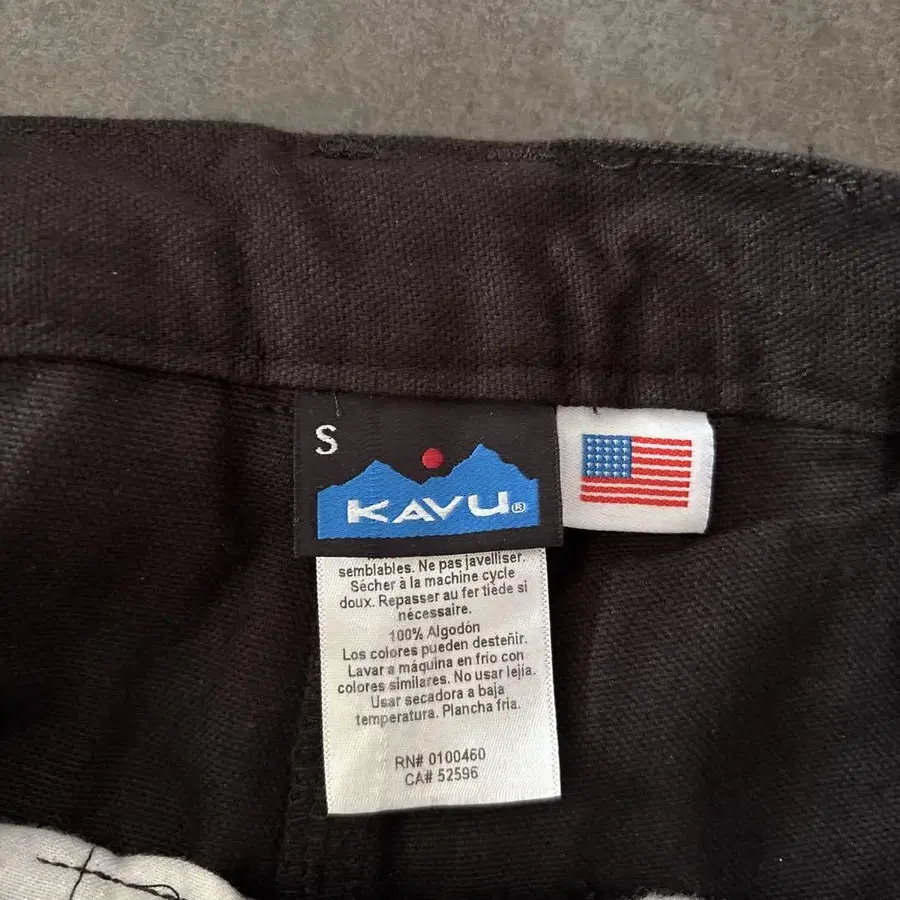 S
KAVU®
semblables. Ne pas javelliser.
Sécher à la machine cycle
doux. Repasser au fer tiède si
nécessaire.
100% Algodón
Los colores pueden desteñir.
Lavar a máquina en frío con
colores similares. No usar lejía.
Usar secadora a baja
temperatura. Plancha fria.
RN# 0100460
CA# 52596